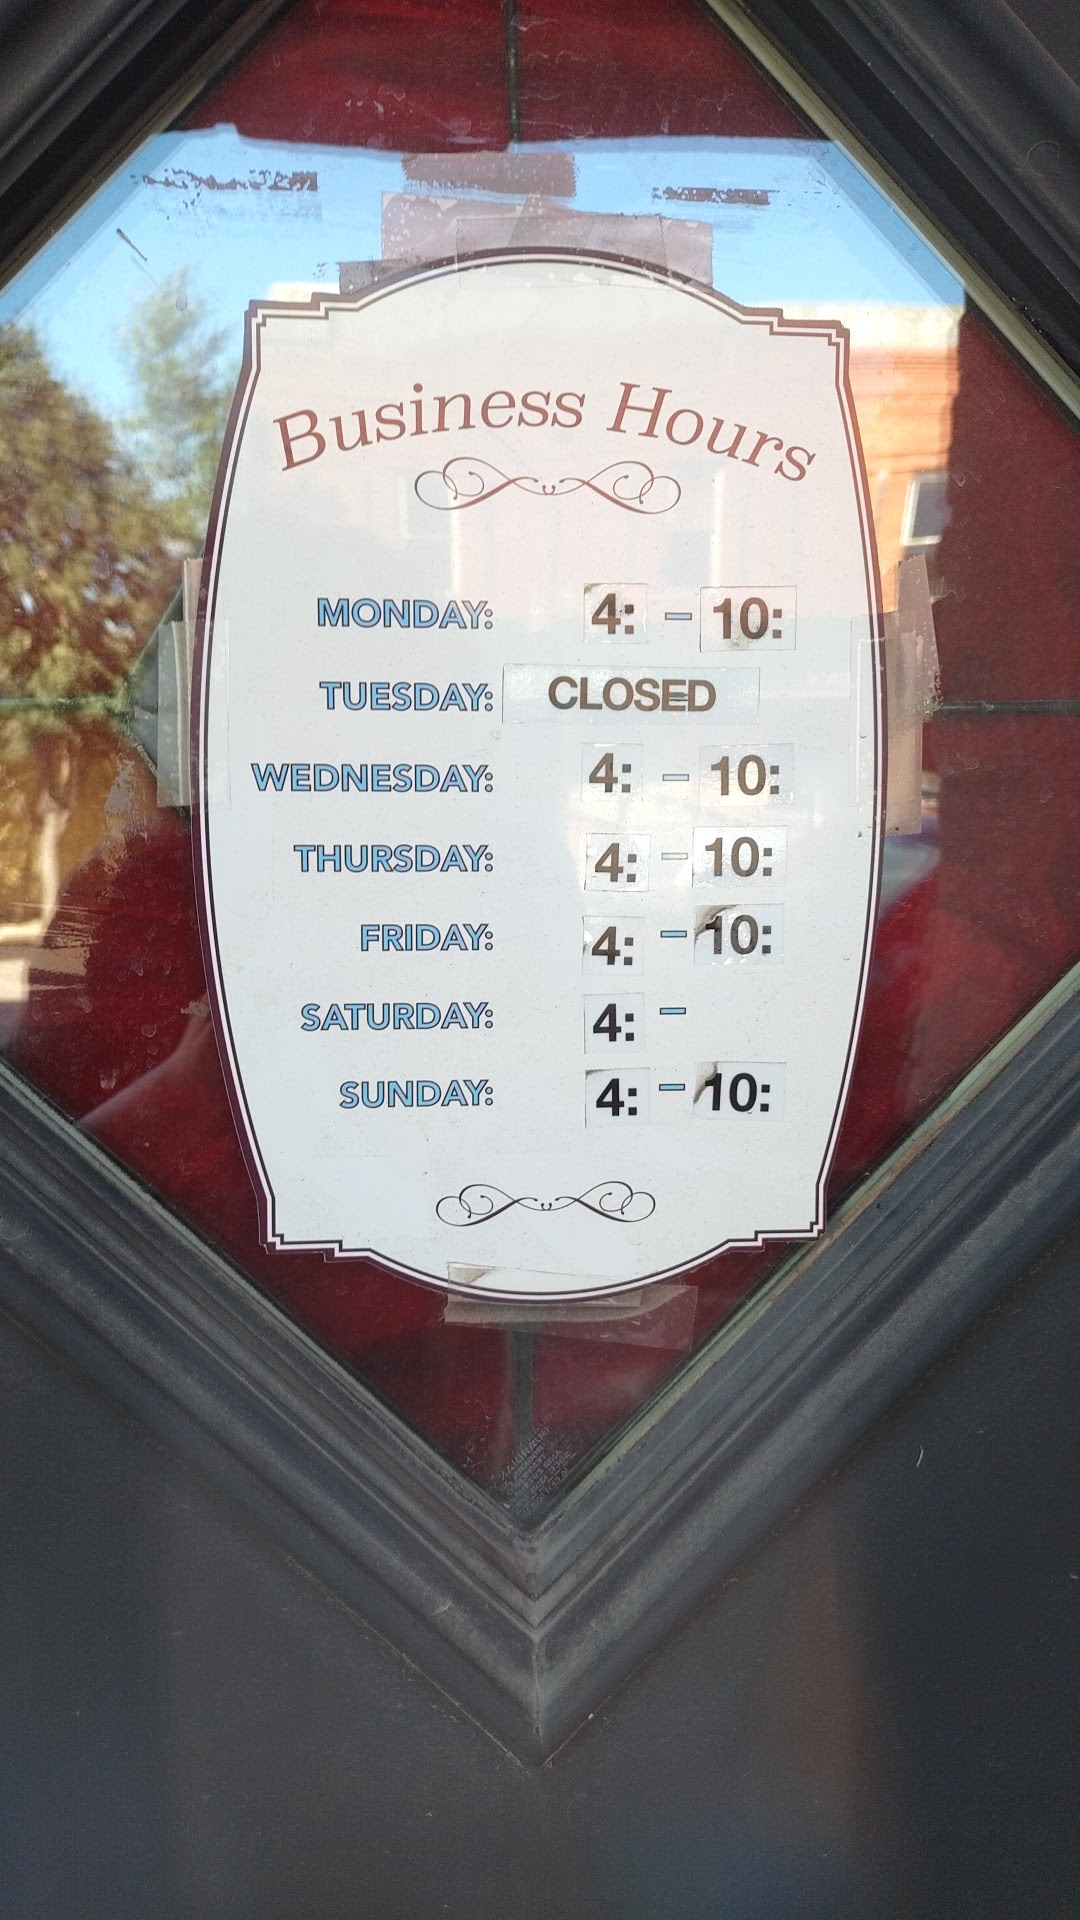 Business Hours
MONDAY: 4: – 10:
TUESDAY: CLOSED
WEDNESDAY: 4: – 10:
THURSDAY: 4: – 10:
FRIDAY: 4: – 10:
SATURDAY: 4: –
SUNDAY: 4: – 10: